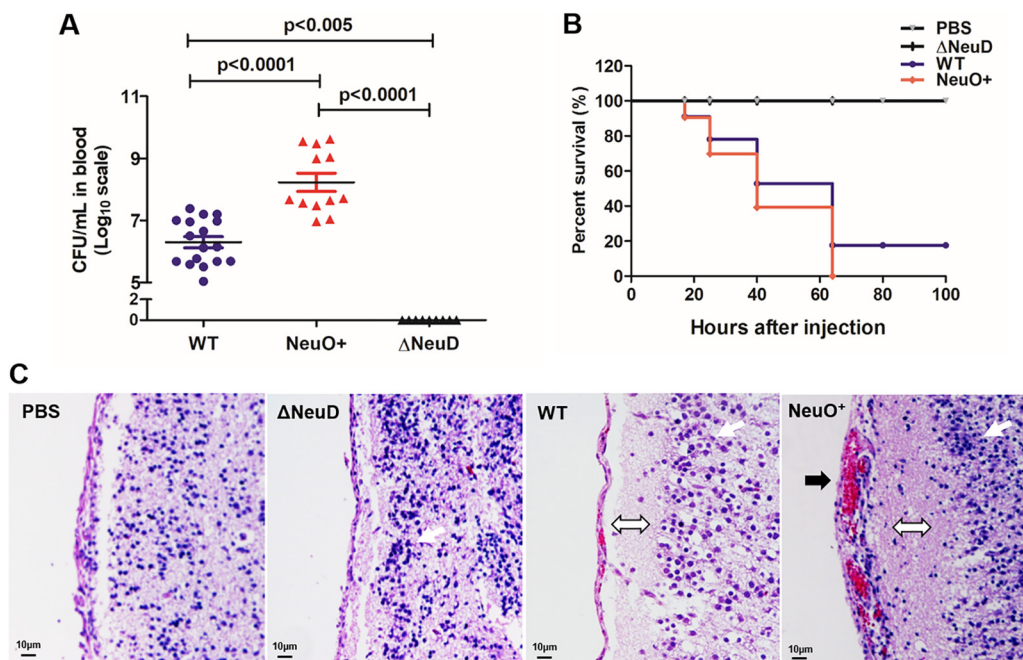 A
p<0.005
p<0.0001
p<0.0001
CFU/mL in blood
(Log10 scale)
11
9
7
5
2
0
WT
NeuO+
ΔNeuD
B
PBS
ΔNeuD
WT
NeuO+
Percent survival (%)
120
100
80
60
40
20
0
0
20
40
60
80
100
Hours after injection
C
PBS
10µm
ΔNeuD
10µm
WT
10µm
NeuO⁺
10µm